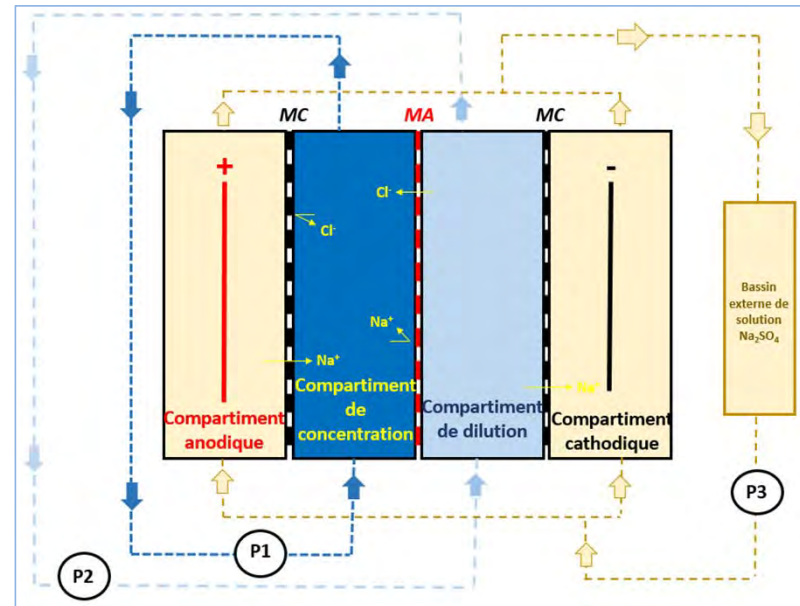 MC
MA
MC
+
-
Cl-
Cl-
Na+
Na+
Na+
Compartiment
anodique
Compartiment
de
concentration
Compartiment
de dilution
Compartiment
cathodique
Bassin
externe de
solution
Na₂SO₄
P3
P1
P2